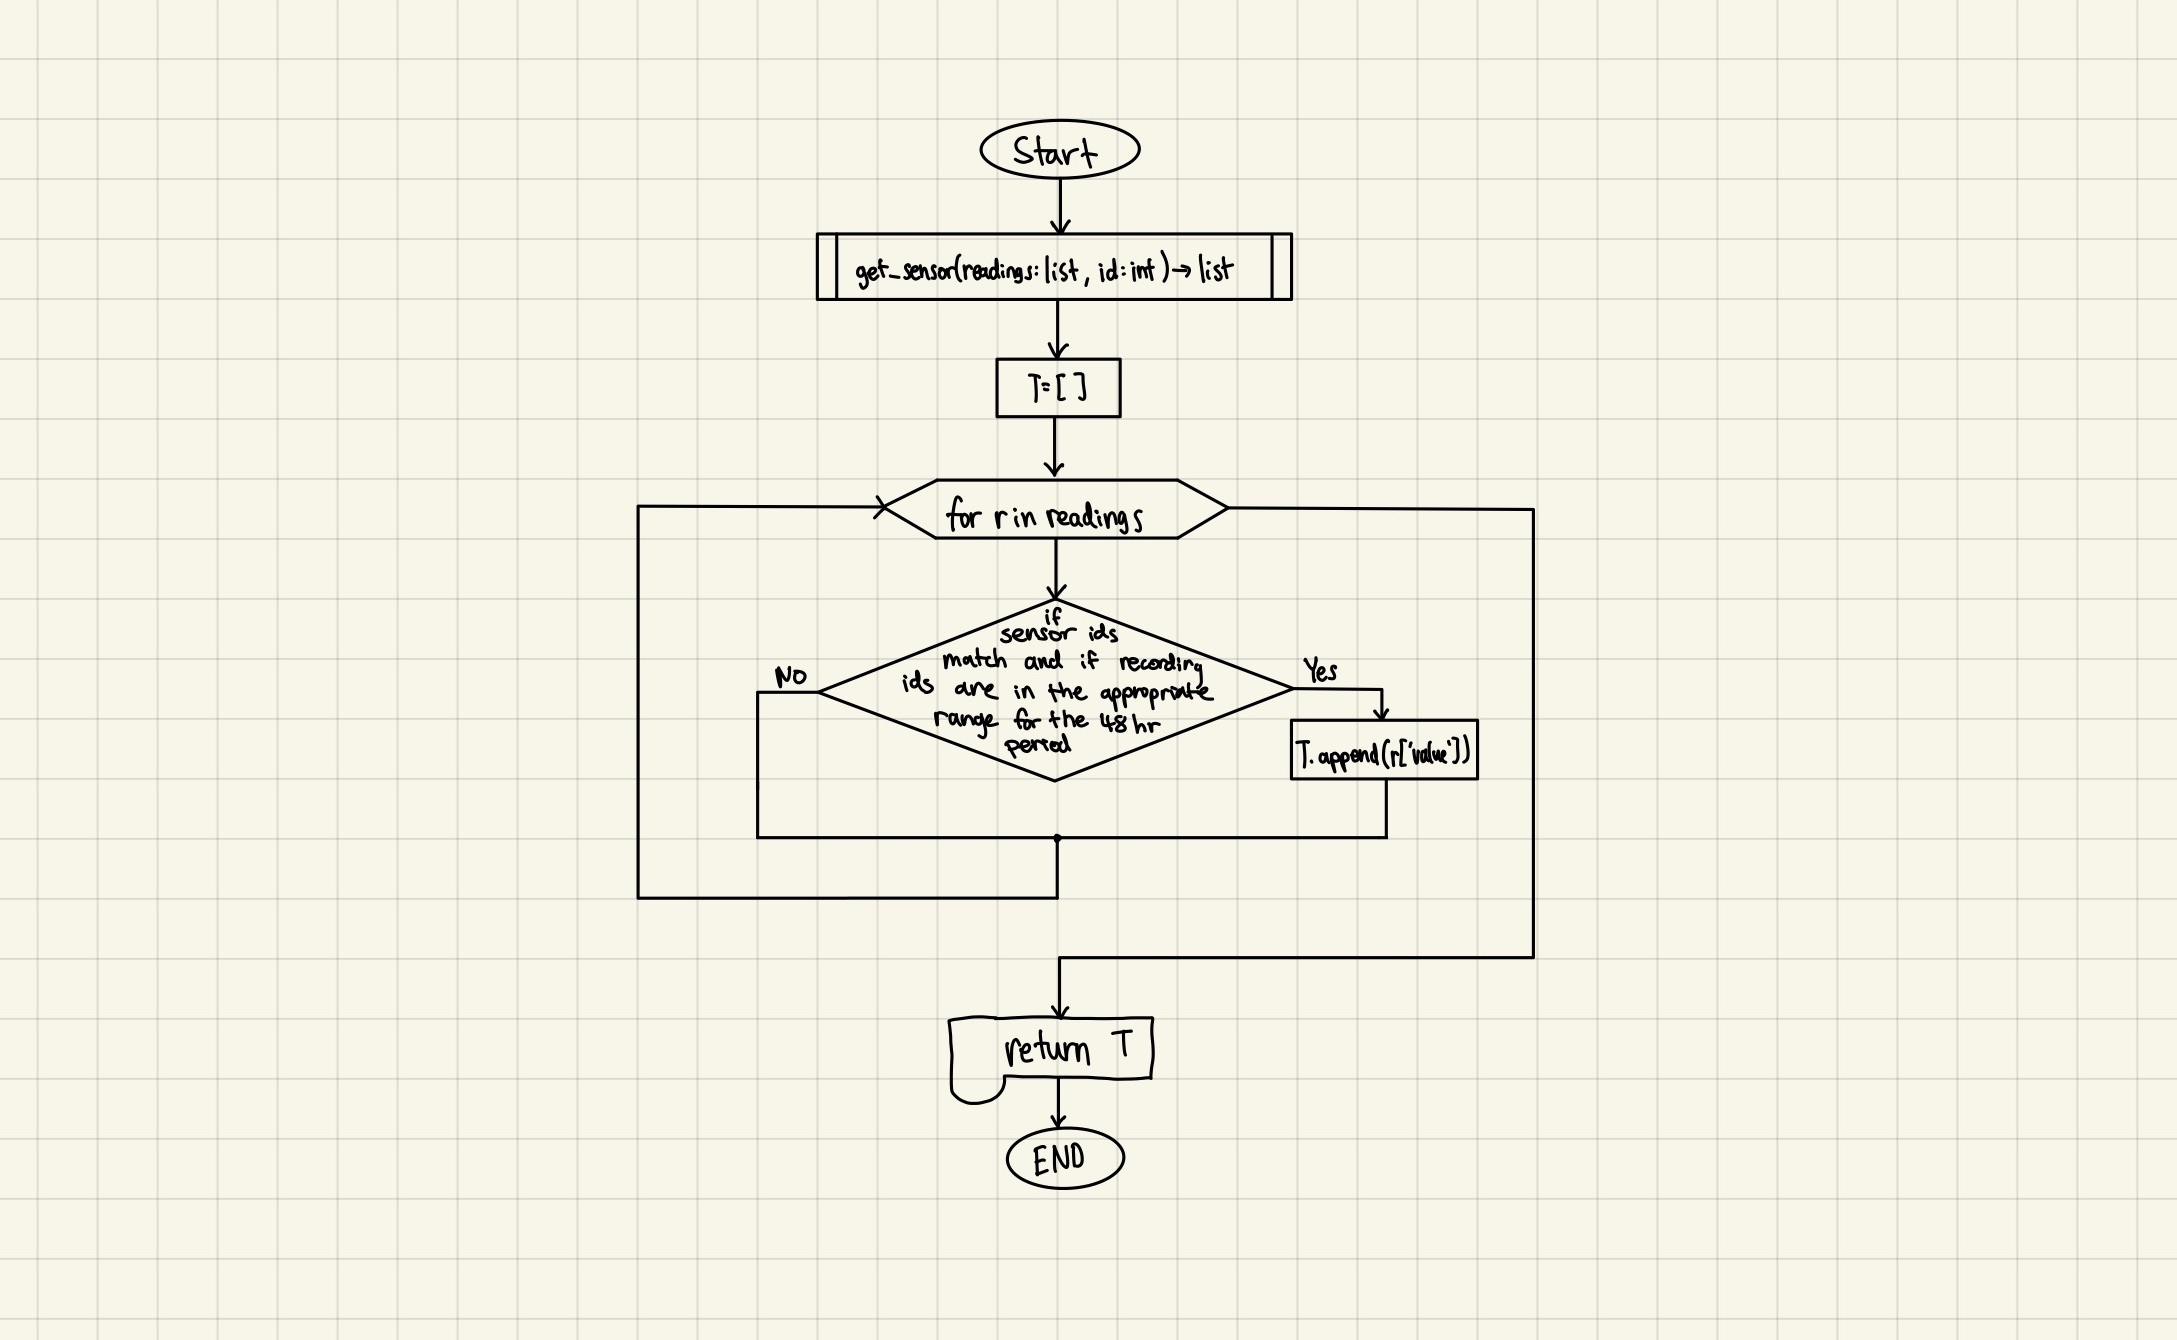 Start
get_sensor(readings: list, id: int) → list
T = [ ]
for r in readings
if
sensor ids
match and if recording
ids are in the appropriate
range for the 48 hr
period
No
Yes
T.append(r['value'])
return T
END